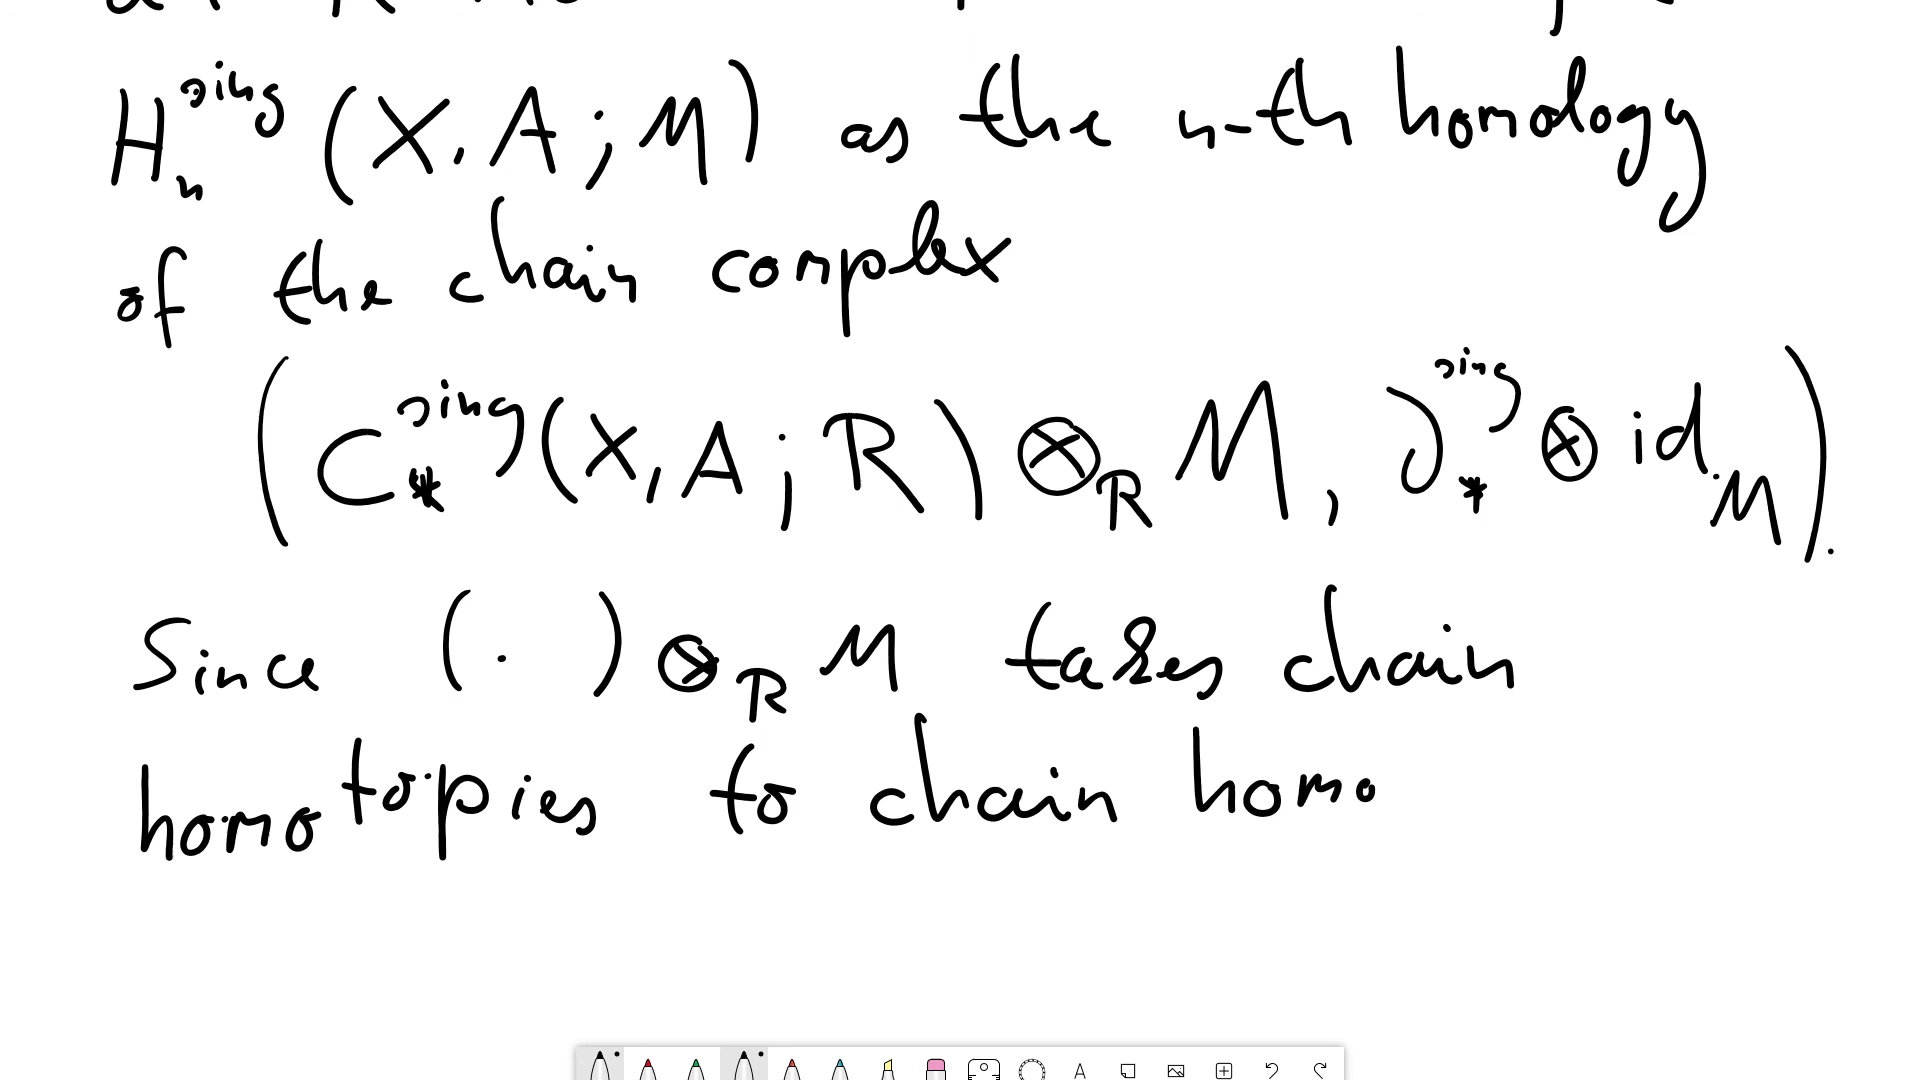 H_n^{sing} (X, A; M) as the n-th homology
of the chain complex
( C_*^{sing} (X, A; R) ⊗_R M, ∂_*^{sing} ⊗ id_M ).
Since ( · ) ⊗_R M takes chain
homotopies to chain homo